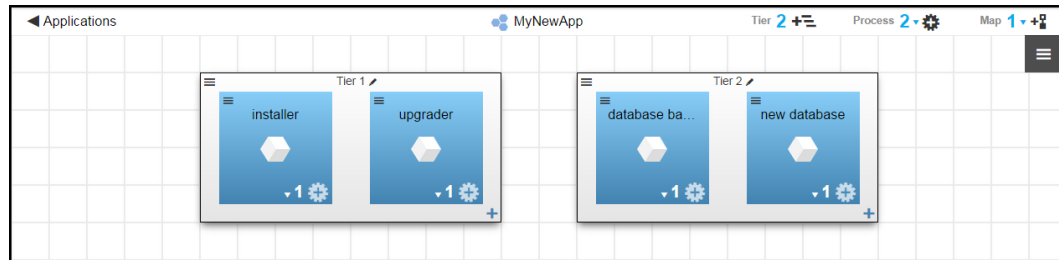 Applications
MyNewApp
Tier 2
Process 2
Map 1
Tier 1
Tier 2
installer
upgrader
database ba...
new database
1
1
1
1